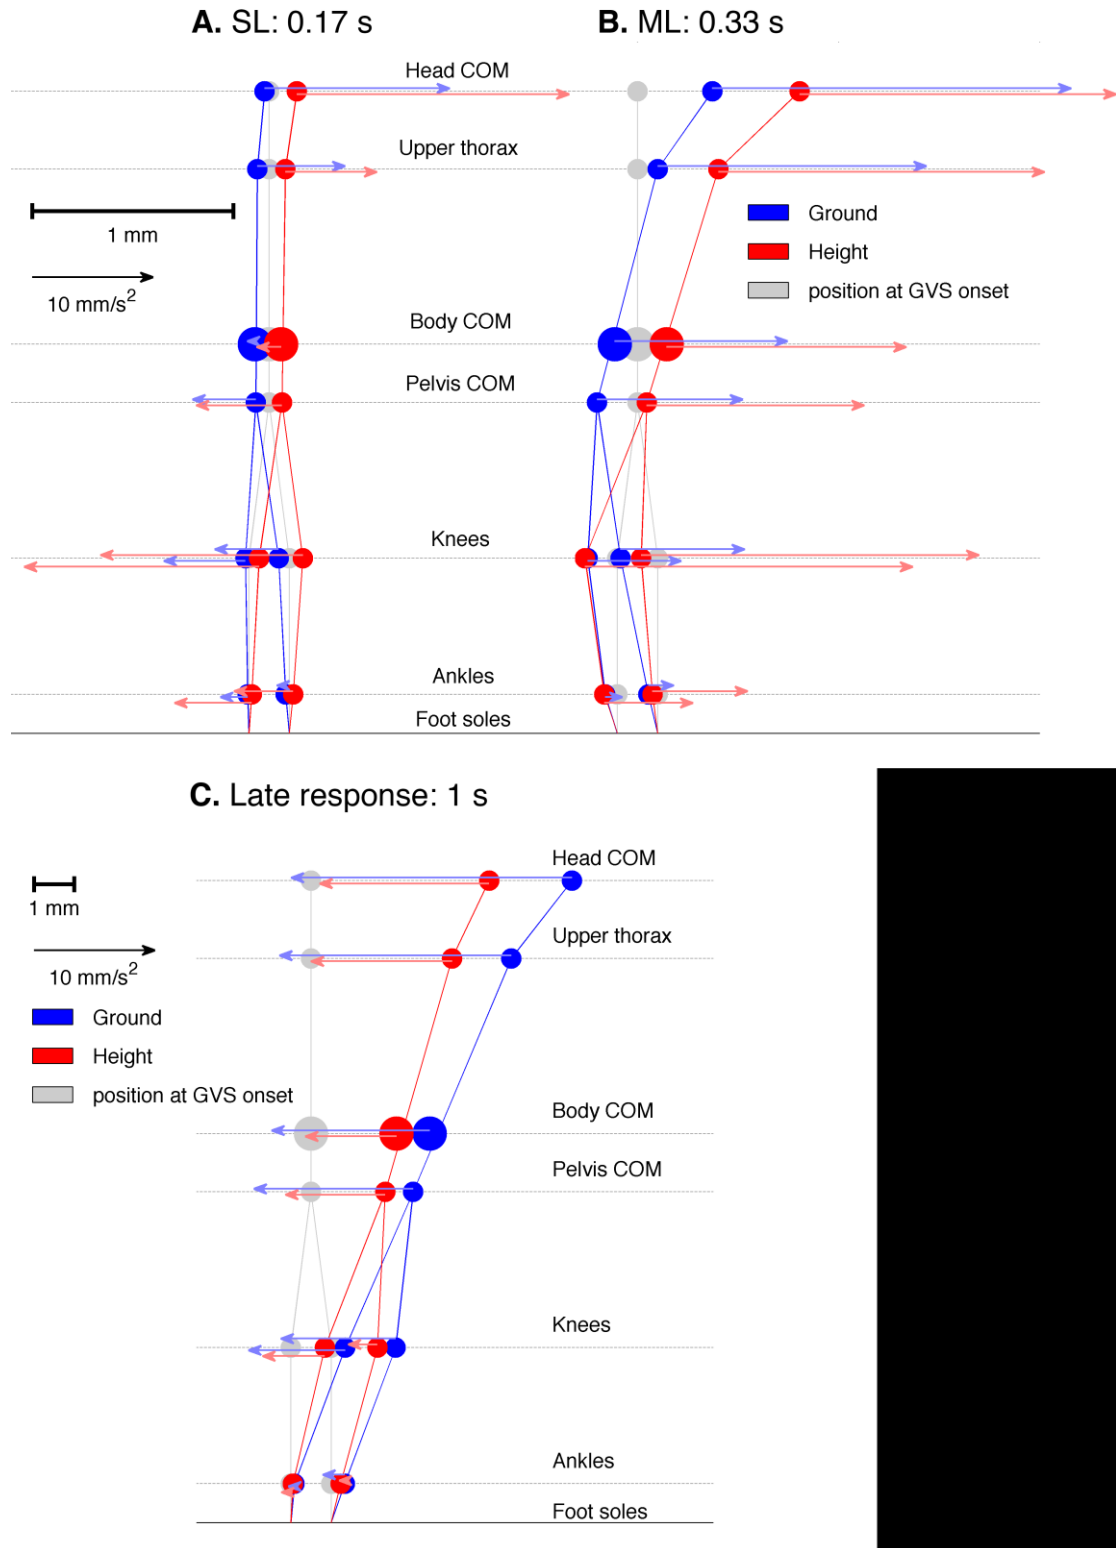 A. SL: 0.17 s
B. ML: 0.33 s
Head COM
Upper thorax
1 mm
10 mm/s²
Ground
Height
position at GVS onset
Body COM
Pelvis COM
Knees
Ankles
Foot soles
C. Late response: 1 s
Head COM
1 mm
Upper thorax
10 mm/s²
Ground
Height
position at GVS onset
Body COM
Pelvis COM
Knees
Ankles
Foot soles